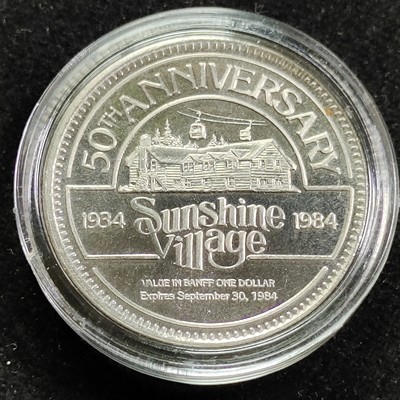 50TH ANNIVERSARY
1934 Sunshine 1984
Village
VALUE IN BANFF ONE DOLLAR
Expires September 30, 1984